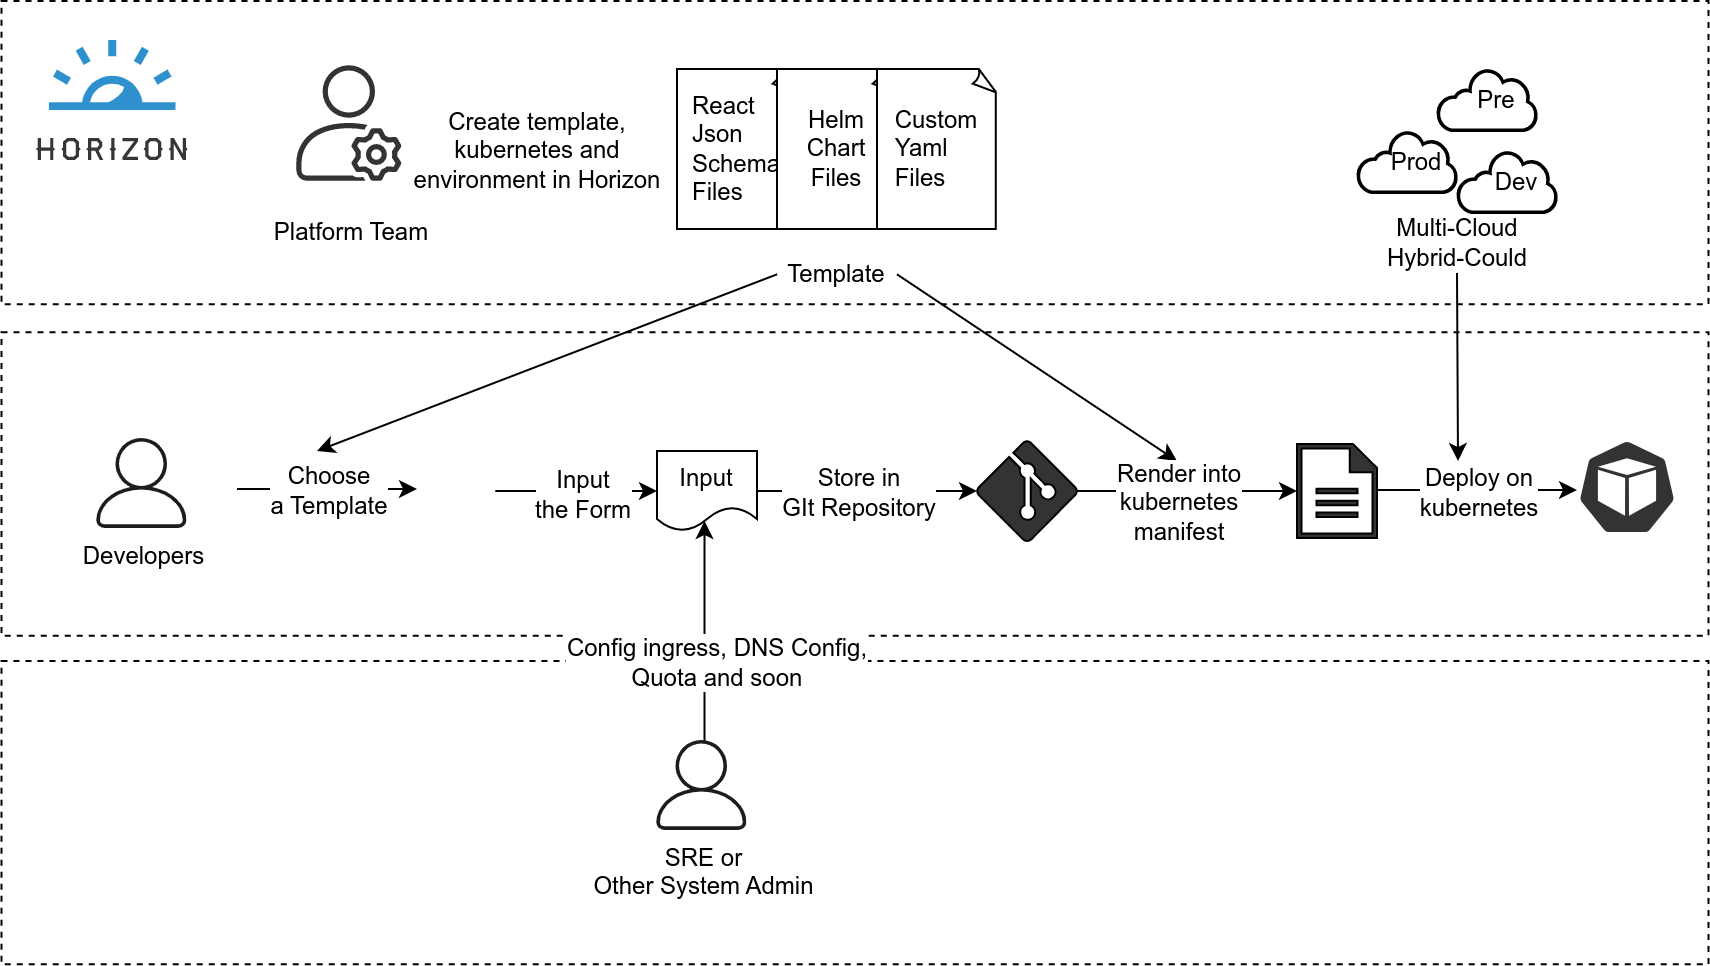 HORIZON
Platform Team
Create template,
kubernetes and
environment in Horizon
React
Json
Schema
Files
Helm
Chart
Files
Custom
Yaml
Files
Template
Pre
Prod
Dev
Multi-Cloud
Hybrid-Could
Developers
Choose
a Template
Input
the Form
Input
Store in
GIt Repository
Render into
kubernetes
manifest
Deploy on
kubernetes
Config ingress, DNS Config,
Quota and soon
SRE or
Other System Admin